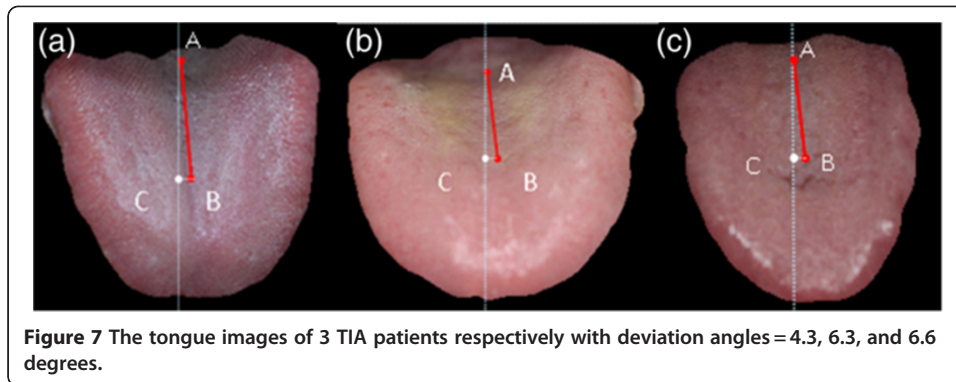 (a) A (b) A (c) A
C B C B C B
Figure 7 The tongue images of 3 TIA patients respectively with deviation angles = 4.3, 6.3, and 6.6
degrees.